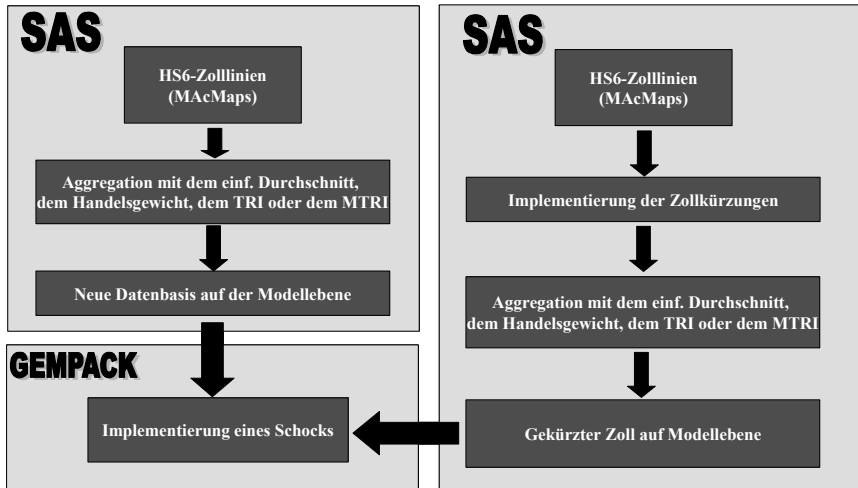 SAS
HS6-Zolllinien
(MAcMaps)
Aggregation mit dem einf. Durchschnitt,
dem Handelsgewicht, dem TRI oder dem MTRI
Neue Datenbasis auf der Modellebene
GEMPACK
Implementierung eines Schocks
SAS
HS6-Zolllinien
(MAcMaps)
Implementierung der Zollkürzungen
Aggregation mit dem einf. Durchschnitt,
dem Handelsgewicht, dem TRI oder dem MTRI
Gekürzter Zoll auf Modellebene